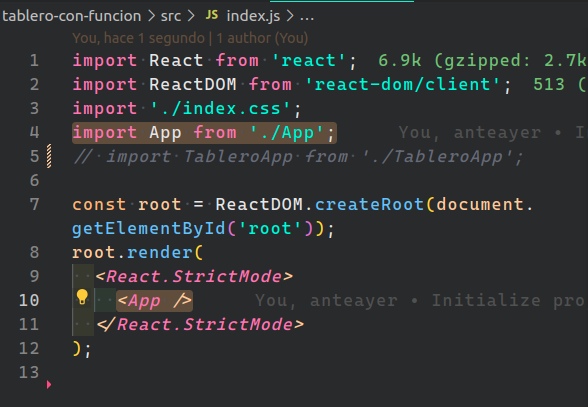 tablero-con-funcion > src > JS index.js > ...
You, hace 1 segundo | 1 author (You)
1 import React from 'react'; 6.9k (gzipped: 2.7k
2 import ReactDOM from 'react-dom/client'; 513 (
3 import './index.css';
4 import App from './App'; You, anteayer • I
5 // import TableroApp from './TableroApp';
6
7 const root = ReactDOM.createRoot(document.
getElementById('root'));
8 root.render(
9 <React.StrictMode>
10 <App /> You, anteayer • Initialize pro
11 </React.StrictMode>
12 );
13